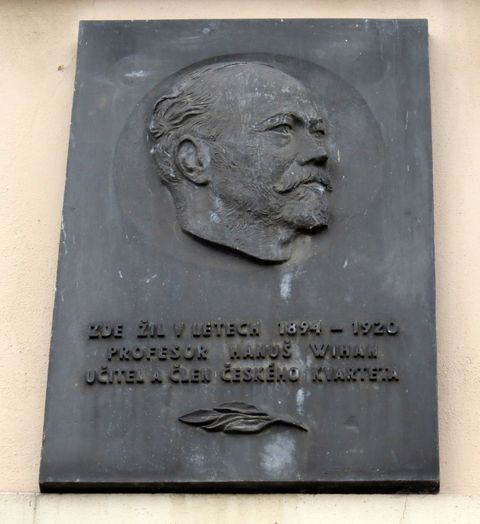 ZDE ŽIL V LETECH 1894 – 1920
PROFESOR HANUŠ WIHAN
UČITEL A ČLEN ČESKÉHO KVARTETA